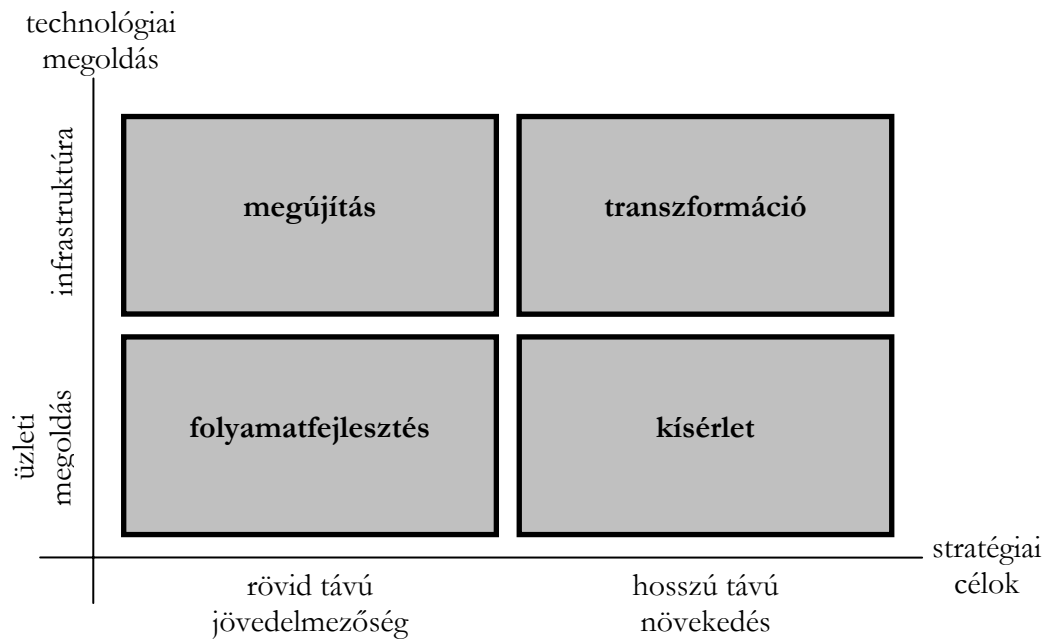 technológiai
megoldás
infrastruktúra
megújítás
transzformáció
üzleti
megoldás
folyamatfejlesztés
kísérlet
stratégiai
célok
rövid távú
jövedelmezőség
hosszú távú
növekedés